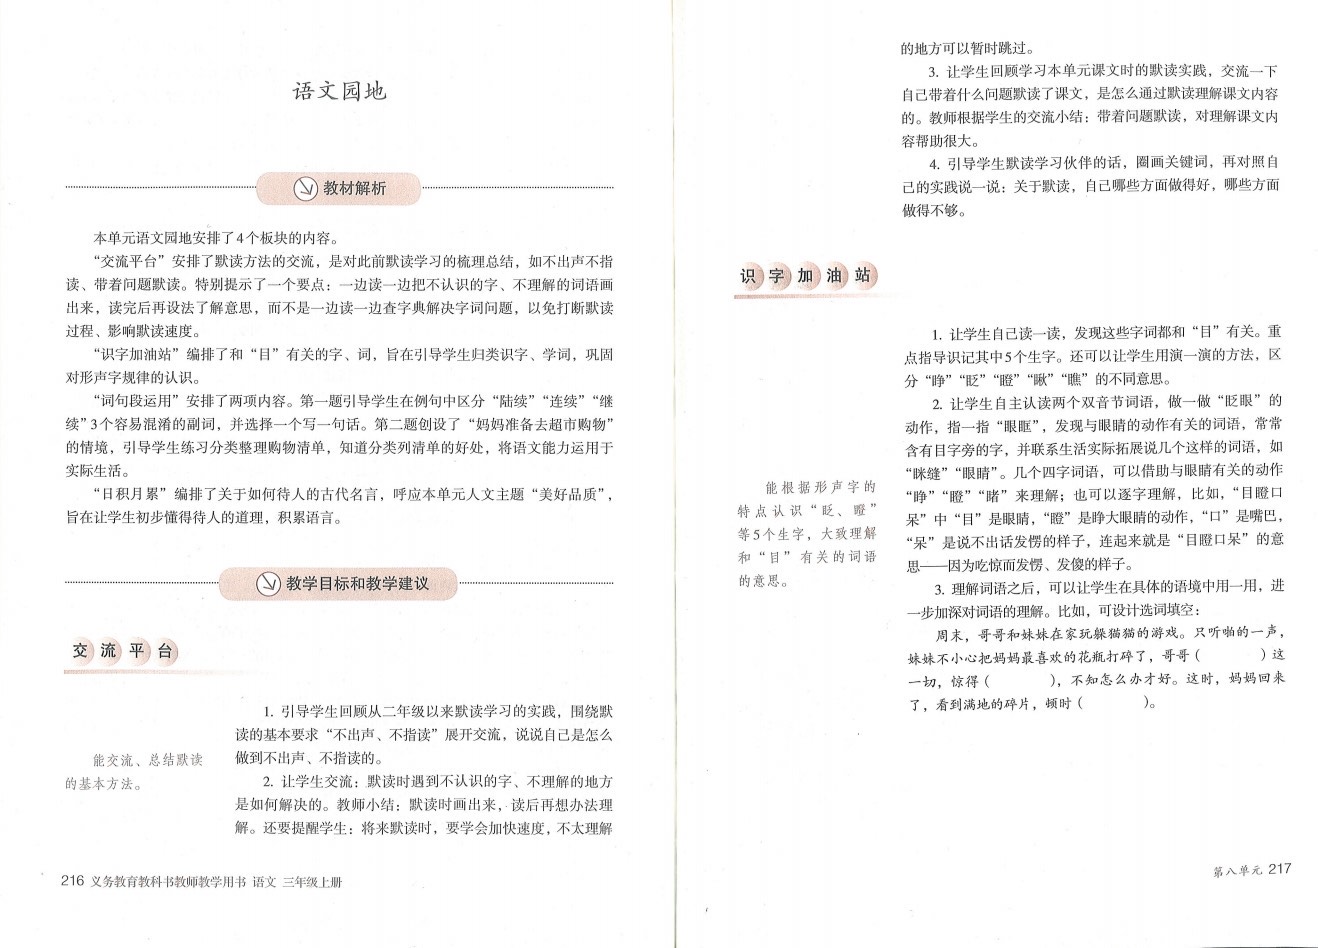 语文园地
教材解析
本单元语文园地安排了4个板块的内容。
“交流平台”安排了默读方法的交流，是对此前默读学习的梳理总结，如不出声不指
读、带着问题默读。特别提示了一个要点：一边读一边把不认识的字、不理解的词语画
出来，读完后再设法了解意思，而不是一边读一边查字典解决字词问题，以免打断默读
过程、影响默读速度。
“识字加油站”编排了和“目”有关的字、词，旨在引导学生归类识字、学词，巩固
对形声字规律的认识。
“词句段运用”安排了两项内容。第一题引导学生在例句中区分“陆续”“连续”“继
续”3个容易混淆的副词，并选择一个写一句话。第二题创设了“妈妈准备去超市购物”
的情境，引导学生练习分类整理购物清单，知道分类列清单的好处，将语文能力运用于
实际生活。
“日积月累”编排了关于如何待人的古代名言，呼应本单元人文主题“美好品质”，
旨在让学生初步懂得待人的道理，积累语言。
教学目标和教学建议
交流平台
能交流、总结默读
的基本方法。
1. 引导学生回顾从二年级以来默读学习的实践，围绕默
读的基本要求“不出声、不指读”展开交流，说说自己是怎么
做到不出声、不指读的。
2. 让学生交流：默读时遇到不认识的字、不理解的地方
是如何解决的。教师小结：默读时画出来，读后再想办法理
解。还要提醒学生：将来默读时，要学会加快速度，不太理解
216 义务教育教科书教师教学用书 语文 三年级上册
的地方可以暂时跳过。
3. 让学生回顾学习本单元课文时的默读实践，交流一下
自己带着什么问题默读了课文，是怎么通过默读理解课文内容
的。教师根据学生的交流小结：带着问题默读，对理解课文内
容帮助很大。
4. 引导学生默读学习伙伴的话，圈画关键词，再对照自
己的实践说一说：关于默读，自己哪些方面做得好，哪些方面
做得不够。
识字加油站
能根据形声字的
特点认识“眨、瞪”
等5个生字，大致理解
和“目”有关的词语
的意思。
1. 让学生自己读一读，发现这些字词都和“目”有关。重
点指导识记其中5个生字。还可以让学生用演一演的方法，区
分“睁”“眨”“瞪”“瞅”“瞧”的不同意思。
2. 让学生自主认读两个双音节词语，做一做“眨眼”的
动作，指一指“眼眶”，发现与眼睛的动作有关的词语，常常
含有目字旁的字，并联系生活实际拓展说几个这样的词语，如
“眯缝”“眼睛”。几个四字词语，可以借助与眼睛有关的动作
“睁”“瞪”“睹”来理解；也可以逐字理解，比如，“目瞪口
呆”中“目”是眼睛，“瞪”是睁大眼睛的动作，“口”是嘴巴，
“呆”是说不出话发愣的样子，连起来就是“目瞪口呆”的意
思——因为吃惊而发愣、发傻的样子。
3. 理解词语之后，可以让学生在具体的语境中用一用，进
一步加深对词语的理解。比如，可设计选词填空：
周末，哥哥和妹妹在家玩躲猫猫的游戏。只听啪的一声，
妹妹不小心把妈妈最喜欢的花瓶打碎了，哥哥（　　　）这
一切，惊得（　　　），不知怎么办才好。这时，妈妈回来
了，看到满地的碎片，顿时（　　　）。
第八单元 217